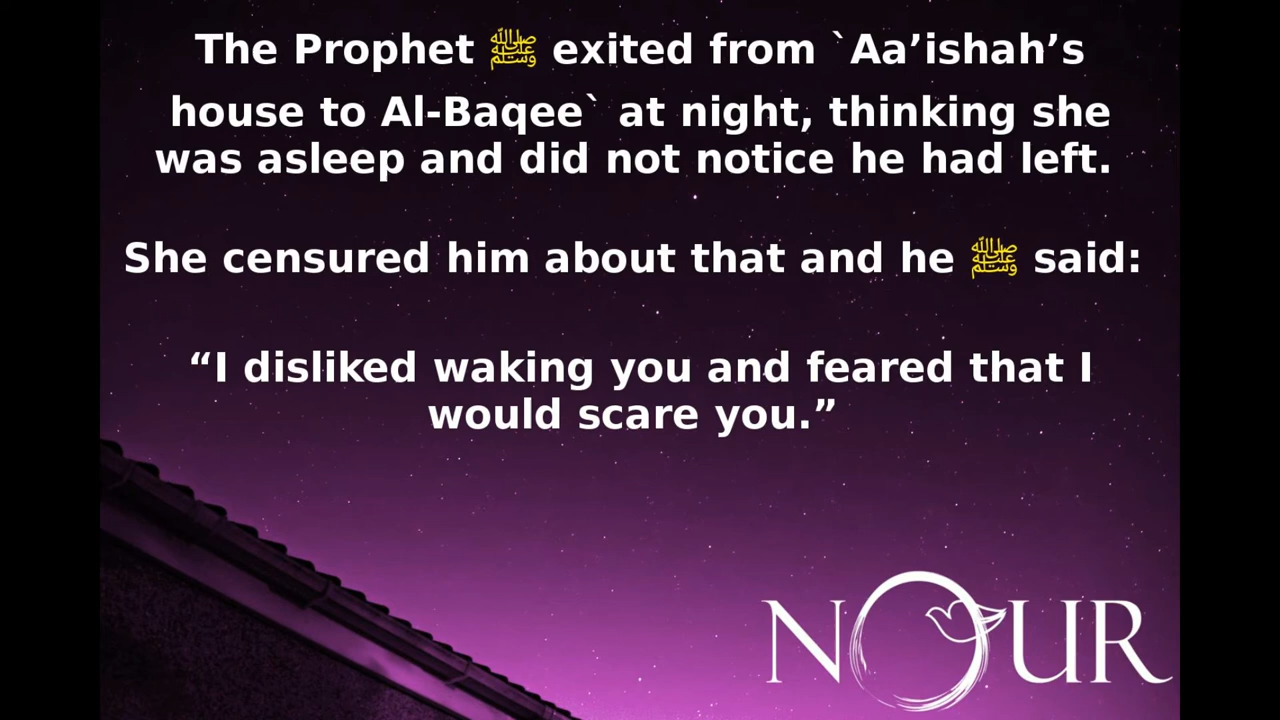 The Prophet ﷺ exited from `Aa’ishah’s
house to Al-Baqee` at night, thinking she
was asleep and did not notice he had left.
She censured him about that and he ﷺ said:
“I disliked waking you and feared that I
would scare you.”
NOUR